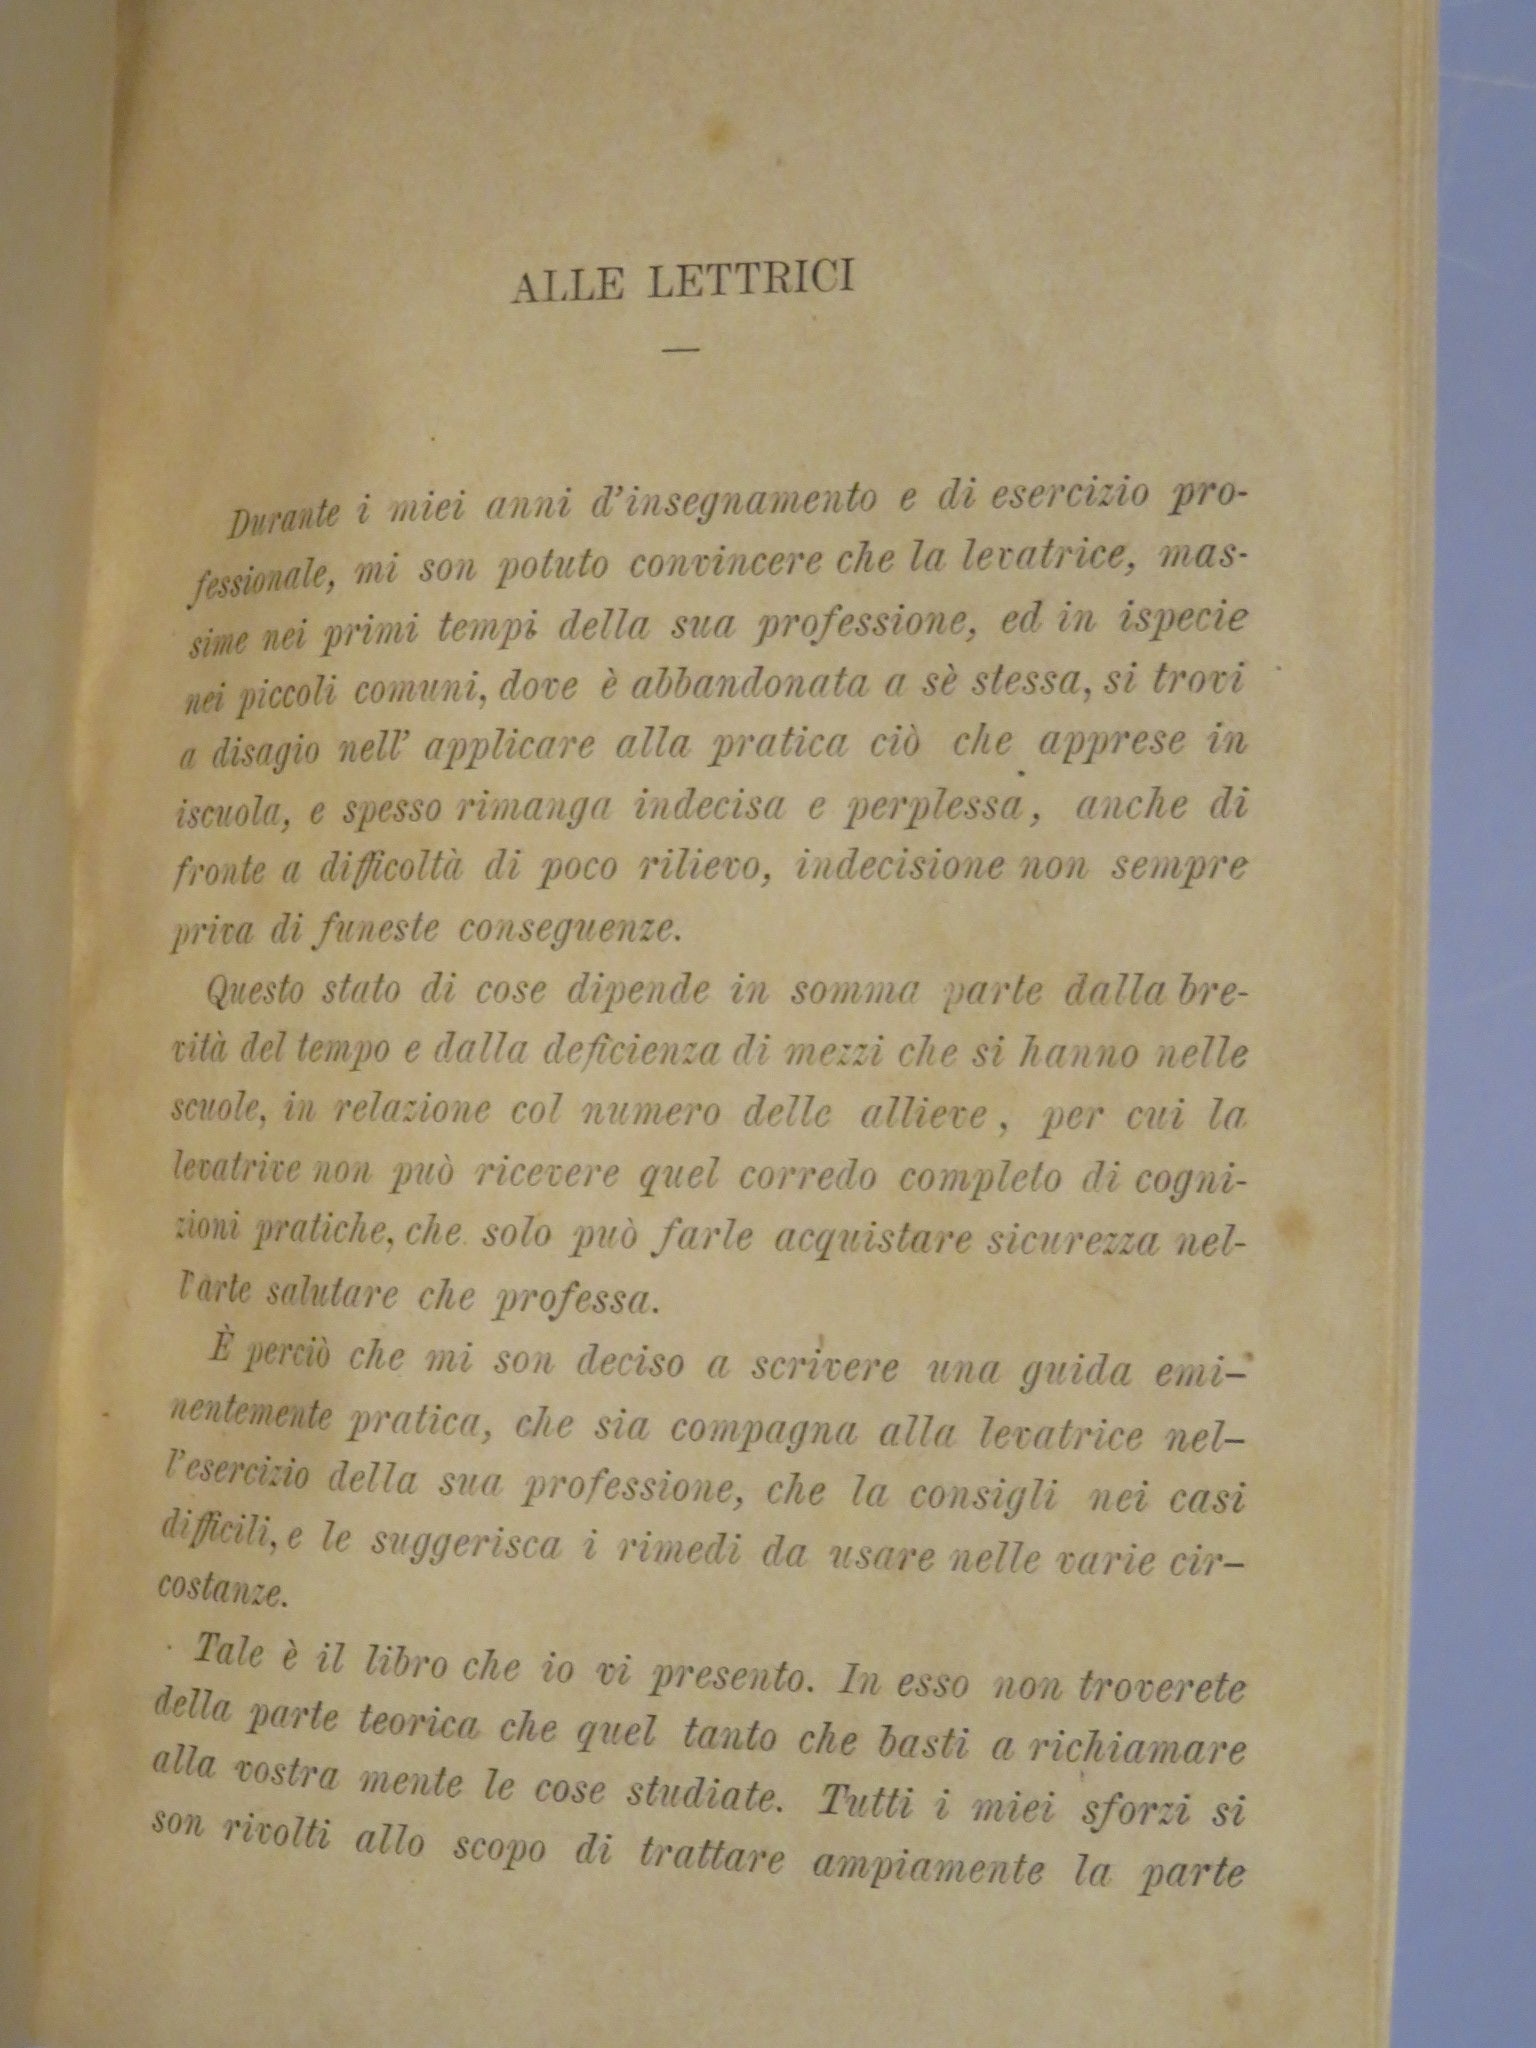 ALLE LETTRICI
Durante i miei anni d'insegnamento e di esercizio pro-
fessionale, mi son potuto convincere che la levatrice, mas-
sime nei primi tempi della sua professione, ed in ispecie
nei piccoli comuni, dove è abbandonata a sè stessa, si trovi
a disagio nell' applicare alla pratica ciò che apprese in
iscuola, e spesso rimanga indecisa e perplessa, anche di
fronte a difficoltà di poco rilievo, indecisione non sempre
priva di funeste conseguenze.
Questo stato di cose dipende in somma parte dalla bre-
vità del tempo e dalla deficienza di mezzi che si hanno nelle
scuole, in relazione col numero delle allieve, per cui la
levatrive non può ricevere quel corredo completo di cogni-
zioni pratiche, che solo può farle acquistare sicurezza nel-
l'arte salutare che professa.
È perciò che mi son deciso a scrivere una guida emi-
nentemente pratica, che sia compagna alla levatrice nel-
l'esercizio della sua professione, che la consigli nei casi
difficili, e le suggerisca i rimedi da usare nelle varie cir-
costanze.
Tale è il libro che io vi presento. In esso non troverete
della parte teorica che quel tanto che basti a richiamare
alla vostra mente le cose studiate. Tutti i miei sforzi si
son rivolti allo scopo di trattare ampiamente la parte